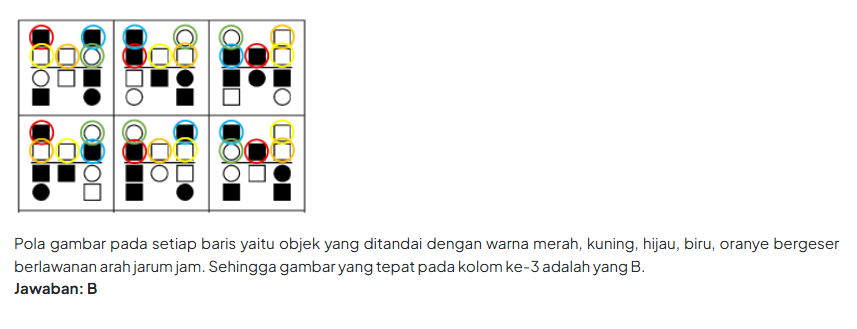 Pola gambar pada setiap baris yaitu objek yang ditandai dengan warna merah, kuning, hijau, biru, oranye bergeser
berlawanan arah jarum jam. Sehingga gambar yang tepat pada kolom ke-3 adalah yang B.
Jawaban: B